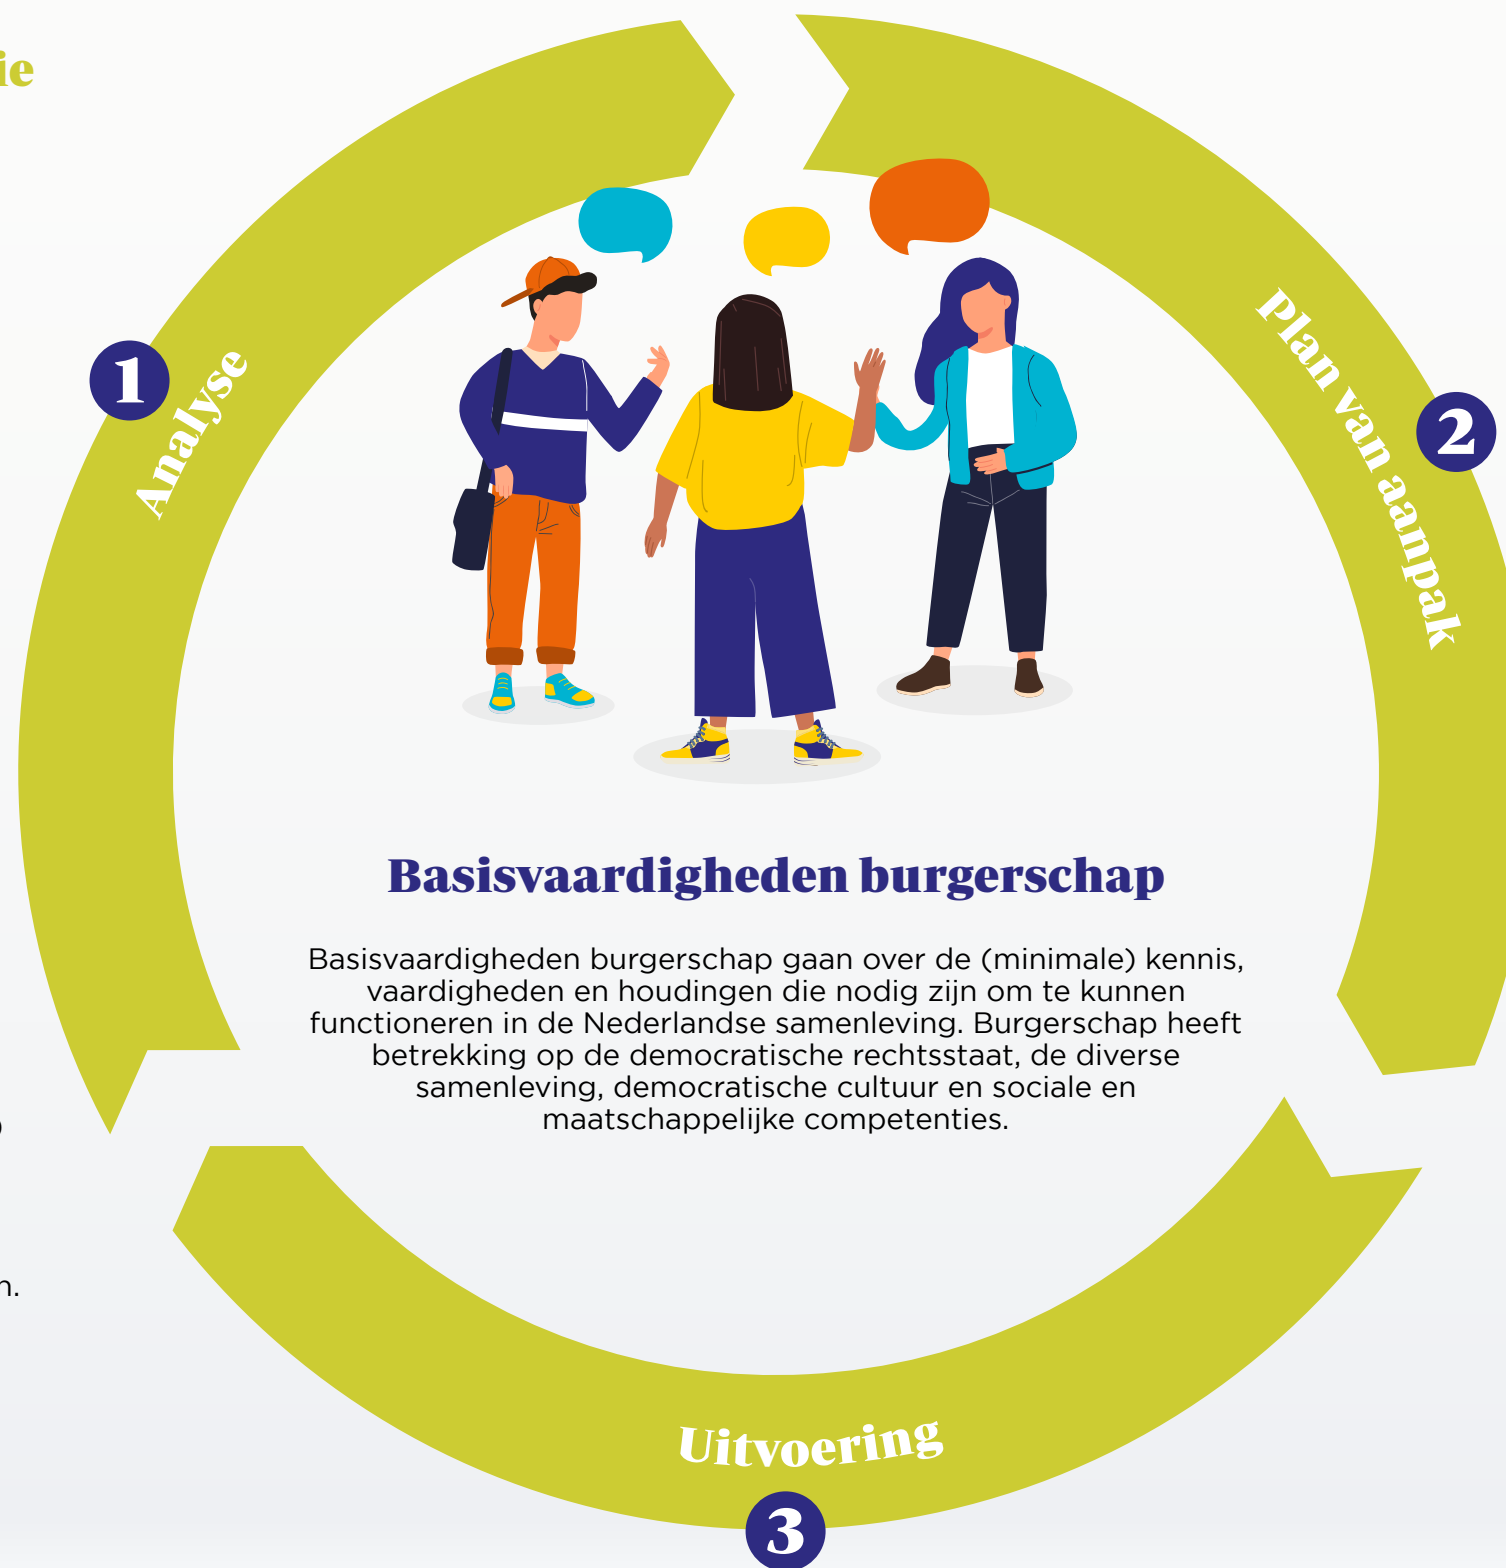 ie
1
Analyse
Plan van aanpak
2
Basisvaardigheden burgerschap
Basisvaardigheden burgerschap gaan over de (minimale) kennis,
vaardigheden en houdingen die nodig zijn om te kunnen
functioneren in de Nederlandse samenleving. Burgerschap heeft
betrekking op de democratische rechtsstaat, de diverse
samenleving, democratische cultuur en sociale en
maatschappelijke competenties.
n.
Uitvoering
3